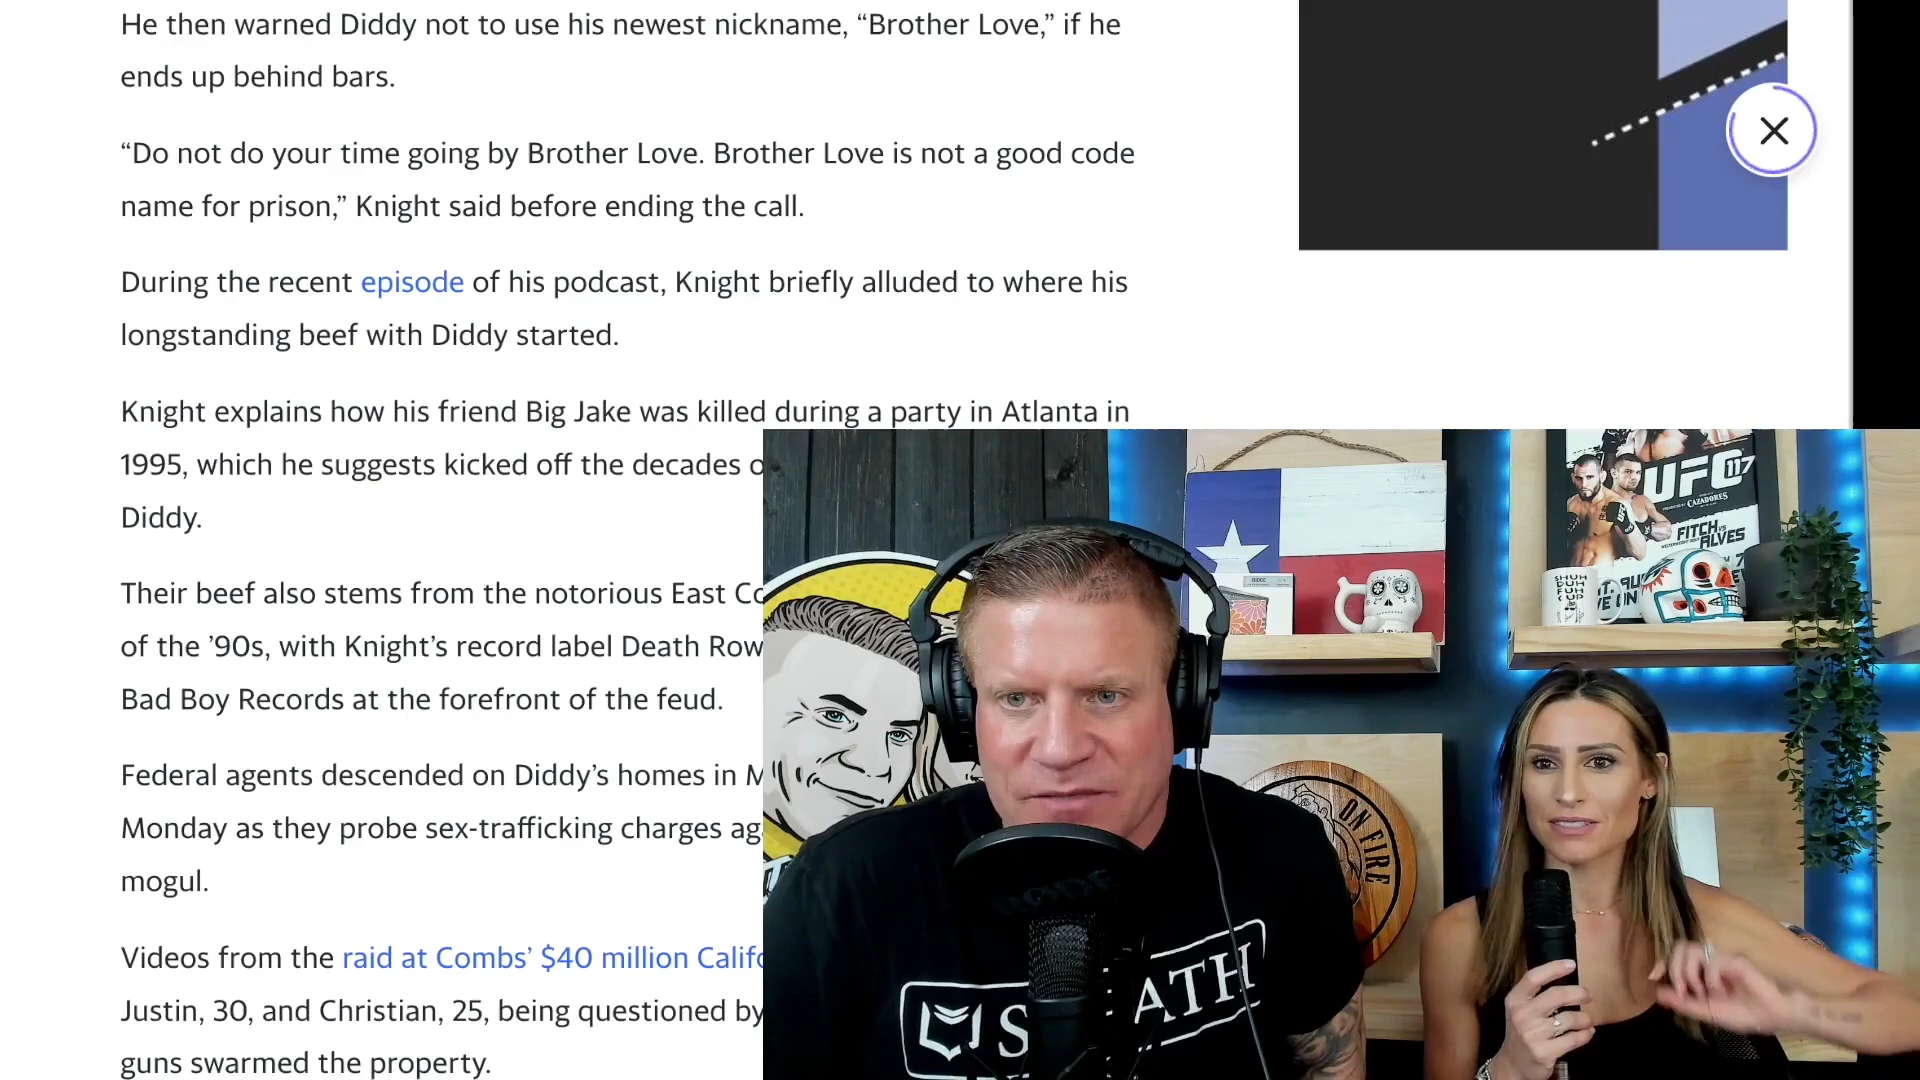 He then warned Diddy not to use his newest nickname, “Brother Love,” if he
ends up behind bars.
“Do not do your time going by Brother Love. Brother Love is not a good code
name for prison,” Knight said before ending the call.
During the recent episode of his podcast, Knight briefly alluded to where his
longstanding beef with Diddy started.
Knight explains how his friend Big Jake was killed during a party in Atlanta in
1995, which he suggests kicked off the decades
Diddy.
Their beef also stems from the notorious East
of the ’90s, with Knight’s record label Death Row
Bad Boy Records at the forefront of the feud.
Federal agents descended on Diddy’s homes in
Monday as they probe sex-trafficking charges
mogul.
Videos from the raid at Combs’ $40 million
Justin, 30, and Christian, 25, being questioned by
guns swarmed the property.
UFC 117
CAZADORES
FITCH VS ALVES
SHUH
DUH
FUH
CUP
ON FIRE
RODE